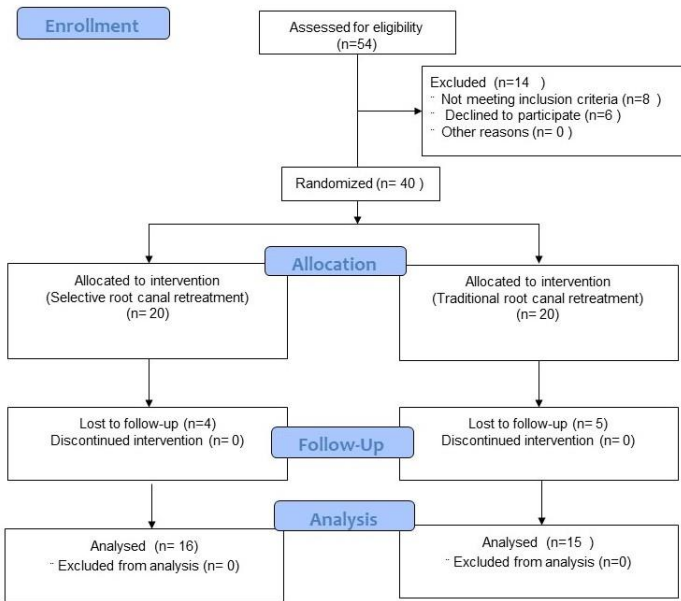 Enrollment
Assessed for eligibility
(n=54)
Excluded (n=14 )
¨ Not meeting inclusion criteria (n=8 )
¨ Declined to participate (n=6 )
¨ Other reasons (n= 0 )
Randomized (n= 40 )
Allocation
Allocated to intervention
(Selective root canal retreatment)
(n= 20)
Allocated to intervention
(Traditional root canal retreatment)
(n= 20)
Lost to follow-up (n=4)
Discontinued intervention (n= 0)
Follow-Up
Lost to follow-up (n= 5)
Discontinued intervention (n= 0)
Analysis
Analysed (n= 16)
¨ Excluded from analysis (n= 0)
Analysed (n=15 )
¨ Excluded from analysis (n=0)